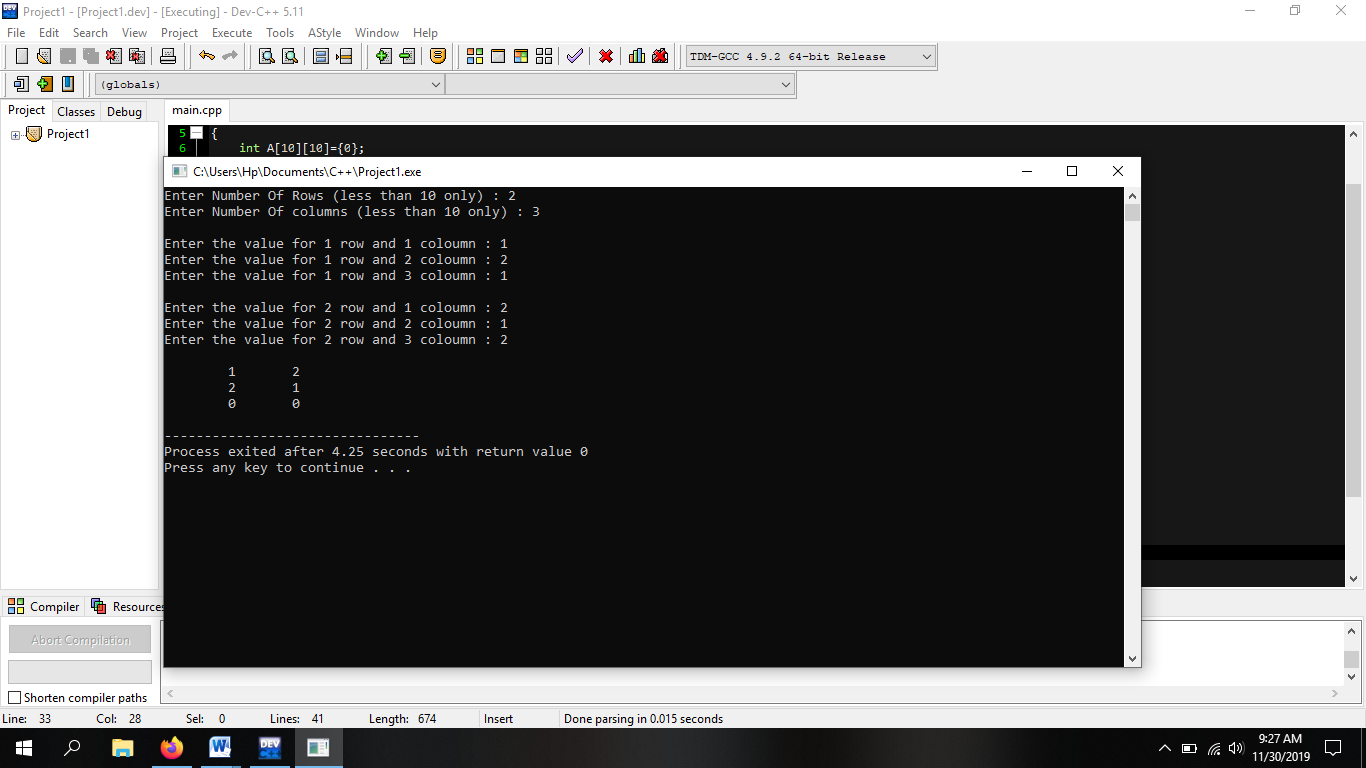 Project1 - [Project1.dev] - [Executing] - Dev-C++ 5.11
File Edit Search View Project Execute Tools AStyle Window Help
TDM-GCC 4.9.2 64-bit Release
(globals)
Project Classes Debug
main.cpp
Project1
5 {
6 int A[10][10]={0};
C:\Users\Hp\Documents\C++\Project1.exe
Enter Number Of Rows (less than 10 only) : 2
Enter Number Of columns (less than 10 only) : 3
Enter the value for 1 row and 1 coloumn : 1
Enter the value for 1 row and 2 coloumn : 2
Enter the value for 1 row and 3 coloumn : 1
Enter the value for 2 row and 1 coloumn : 2
Enter the value for 2 row and 2 coloumn : 1
Enter the value for 2 row and 3 coloumn : 2
1 2
2 1
0 0
--------------------------------
Process exited after 4.25 seconds with return value 0
Press any key to continue . . .
Compiler Resources
Abort Compilation
Shorten compiler paths
Line: 33 Col: 28 Sel: 0 Lines: 41 Length: 674 Insert Done parsing in 0.015 seconds
9:27 AM
11/30/2019